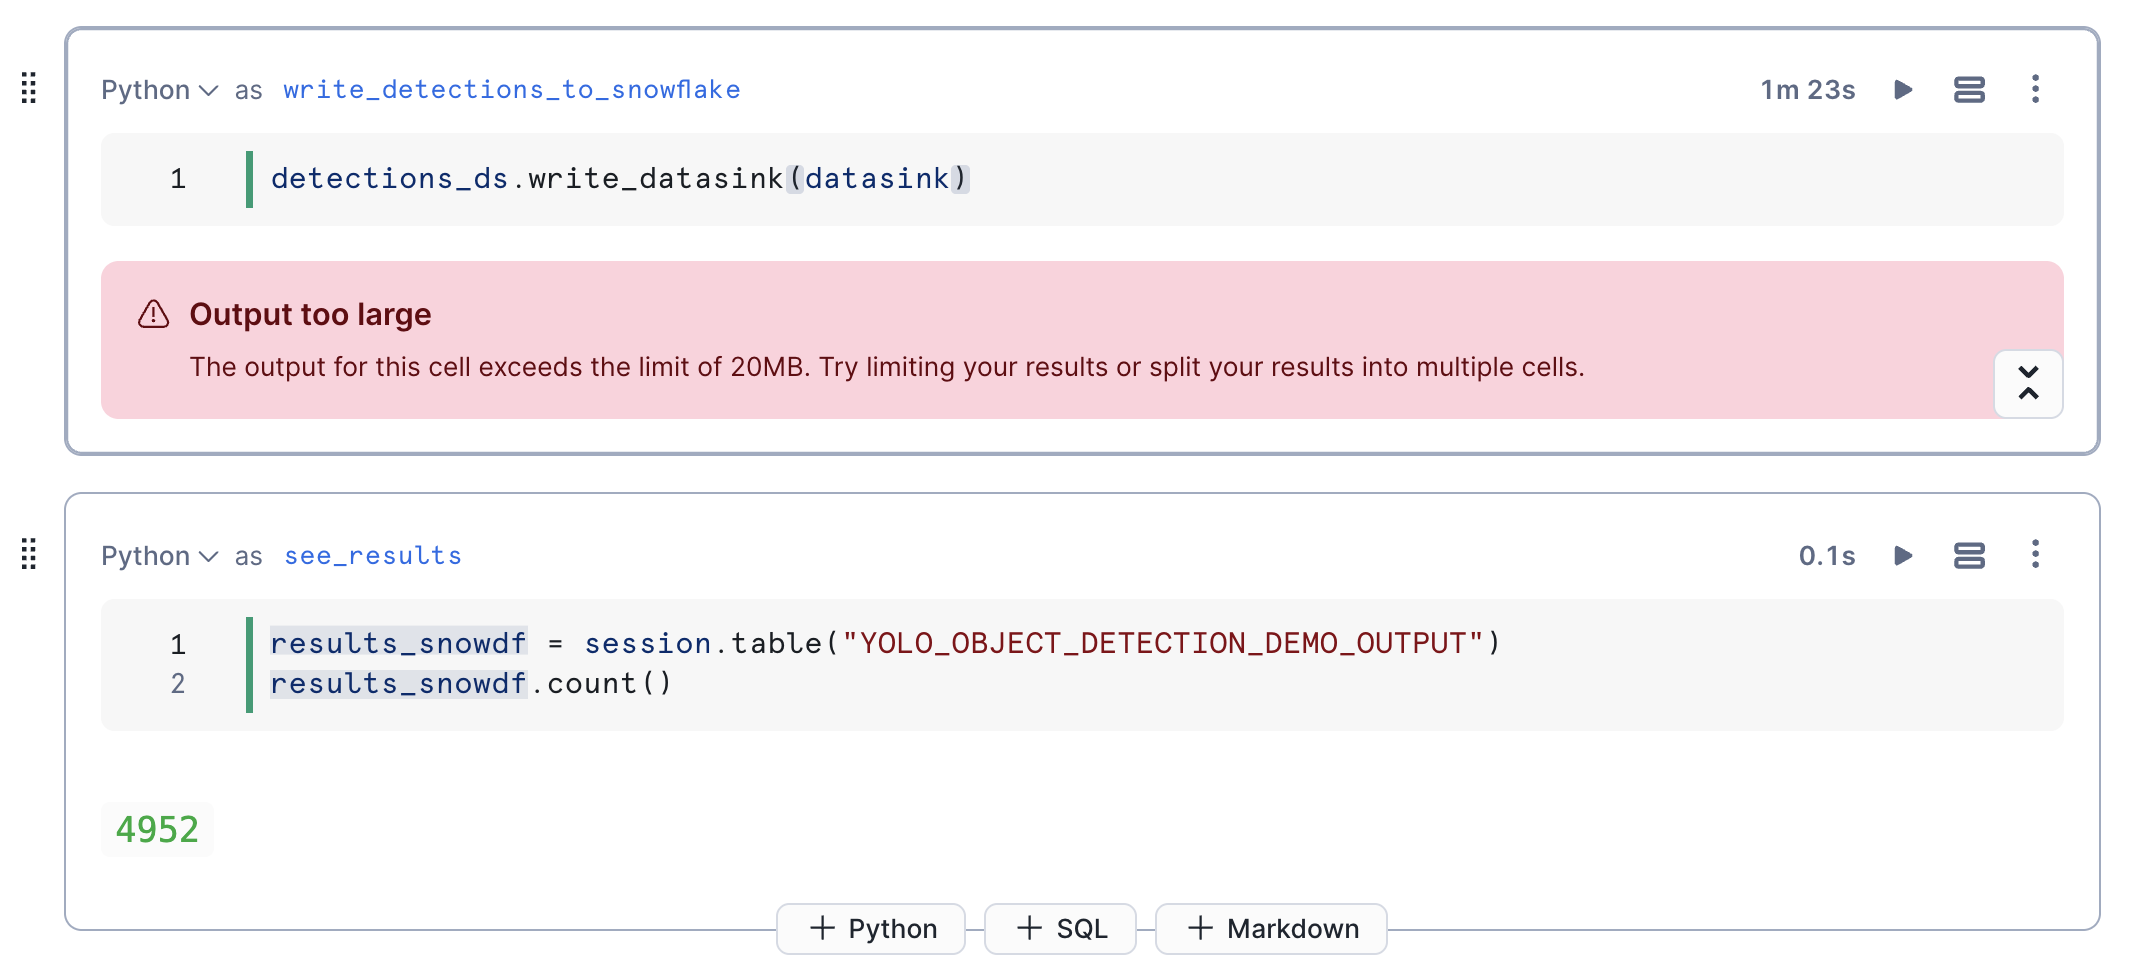 Python as write_detections_to_snowflake 1m 23s
1 detections_ds.write_datasink(datasink)
Output too large
The output for this cell exceeds the limit of 20MB. Try limiting your results or split your results into multiple cells.
Python as see_results 0.1s
1 results_snowdf = session.table("YOLO_OBJECT_DETECTION_DEMO_OUTPUT")
2 results_snowdf.count()
4952
+ Python + SQL + Markdown